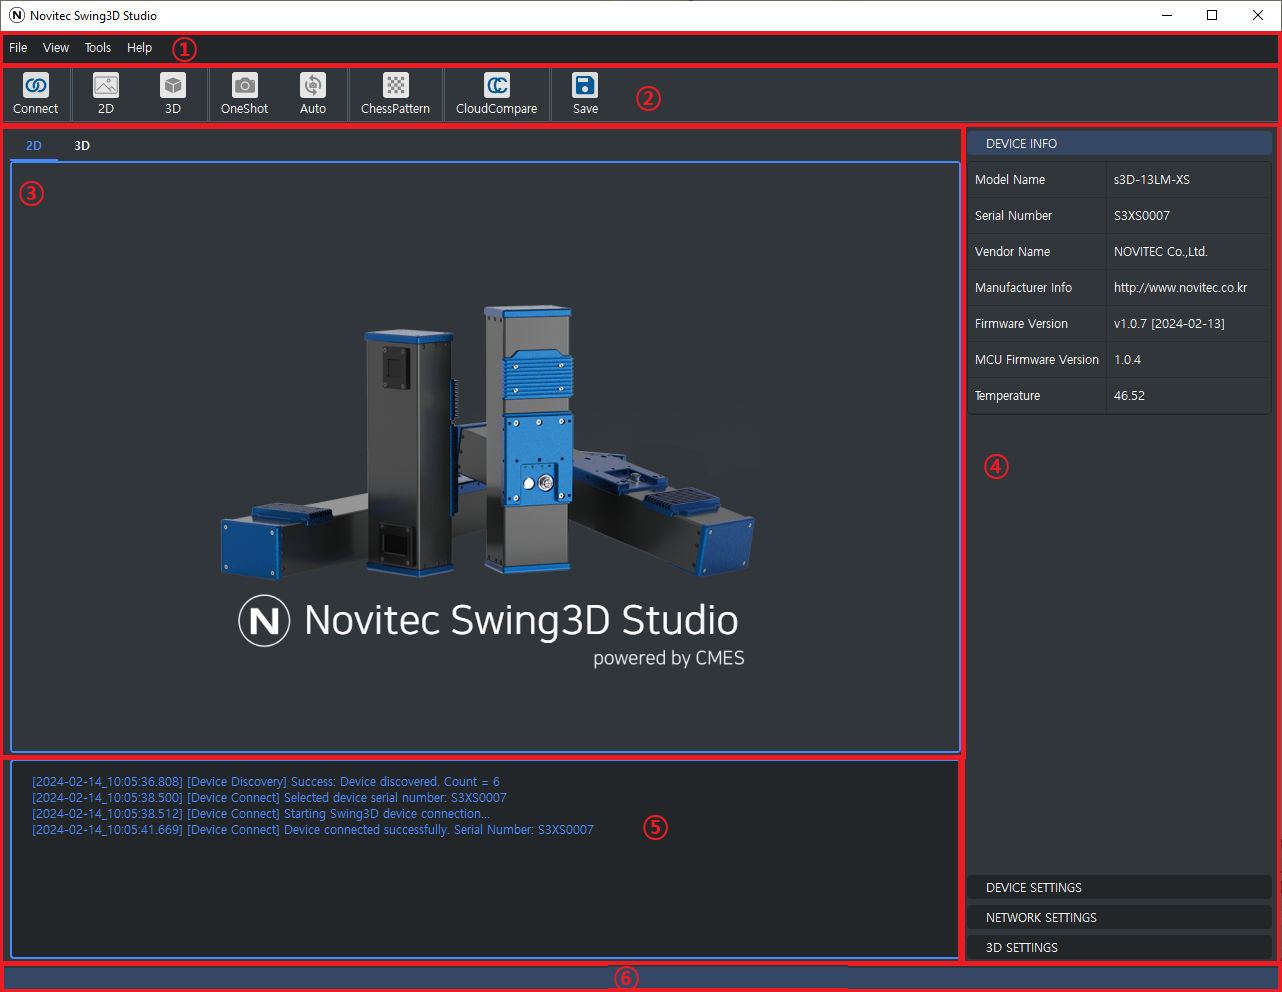 Novitec Swing3D Studio
File View Tools Help ①
Connect 2D 3D OneShot Auto ChessPattern CloudCompare Save ②
2D 3D
③
N Novitec Swing3D Studio
powered by CMES
DEVICE INFO
Model Name s3D-13LM-XS
Serial Number S3XS0007
Vendor Name NOVITEC Co.,Ltd.
Manufacturer Info http://www.novitec.co.kr
Firmware Version v1.0.7 [2024-02-13]
MCU Firmware Version 1.0.4
Temperature 46.52
④
DEVICE SETTINGS
NETWORK SETTINGS
3D SETTINGS
[2024-02-14_10:05:36.808] [Device Discovery] Success: Device discovered. Count = 6
[2024-02-14_10:05:38.500] [Device Connect] Selected device serial number: S3XS0007
[2024-02-14_10:05:38.512] [Device Connect] Starting Swing3D device connection...
[2024-02-14_10:05:41.669] [Device Connect] Device connected successfully. Serial Number: S3XS0007
⑤
⑥